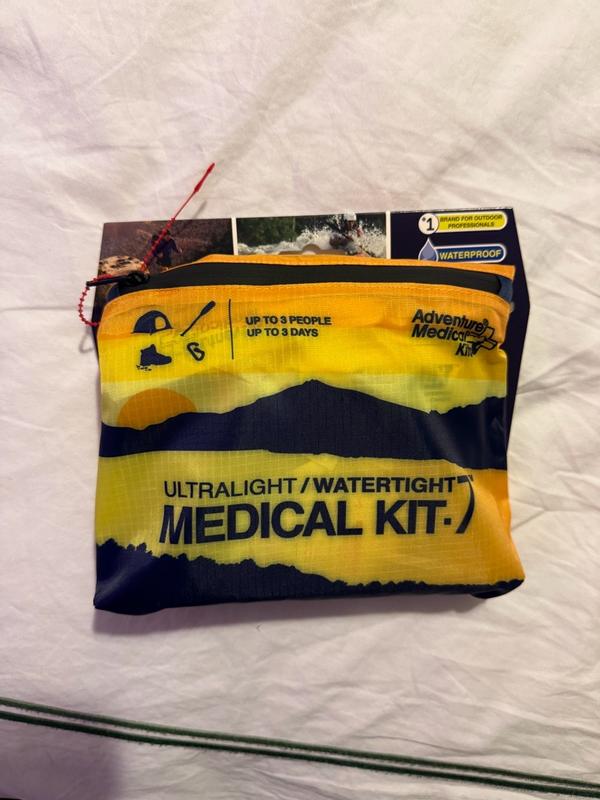 #1 BRAND FOR OUTDOOR
PROFESSIONALS
WATERPROOF
UP TO 3 PEOPLE
UP TO 3 DAYS
Adventure
Medical
Kits
ULTRALIGHT / WATERTIGHT
MEDICAL KIT .7